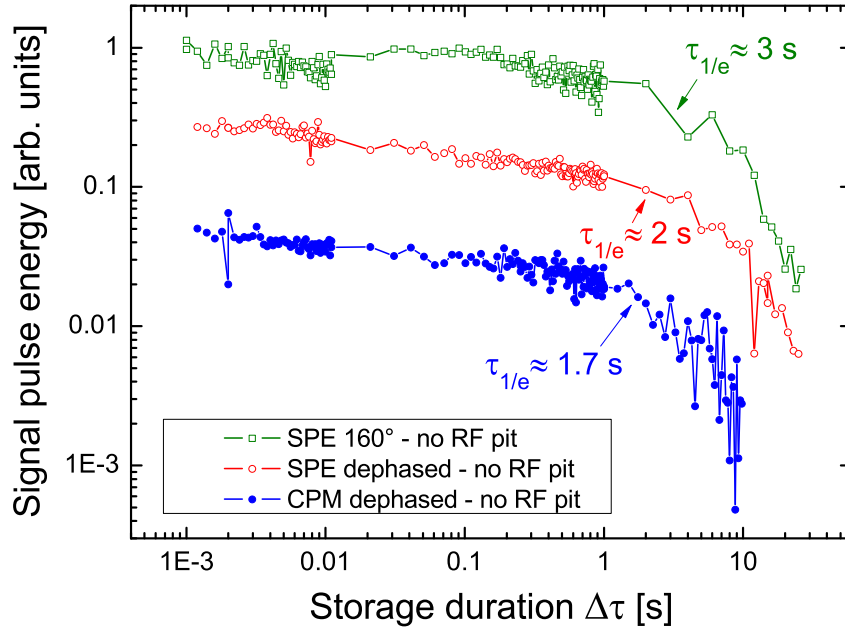 Signal pulse energy [arb. units]
1
0.1
0.01
1E-3
τ1/e≈ 3 s
τ1/e≈ 2 s
τ1/e≈ 1.7 s
SPE 160° - no RF pit
SPE dephased - no RF pit
CPM dephased - no RF pit
1E-3 0.01 0.1 1 10
Storage duration Δτ [s]